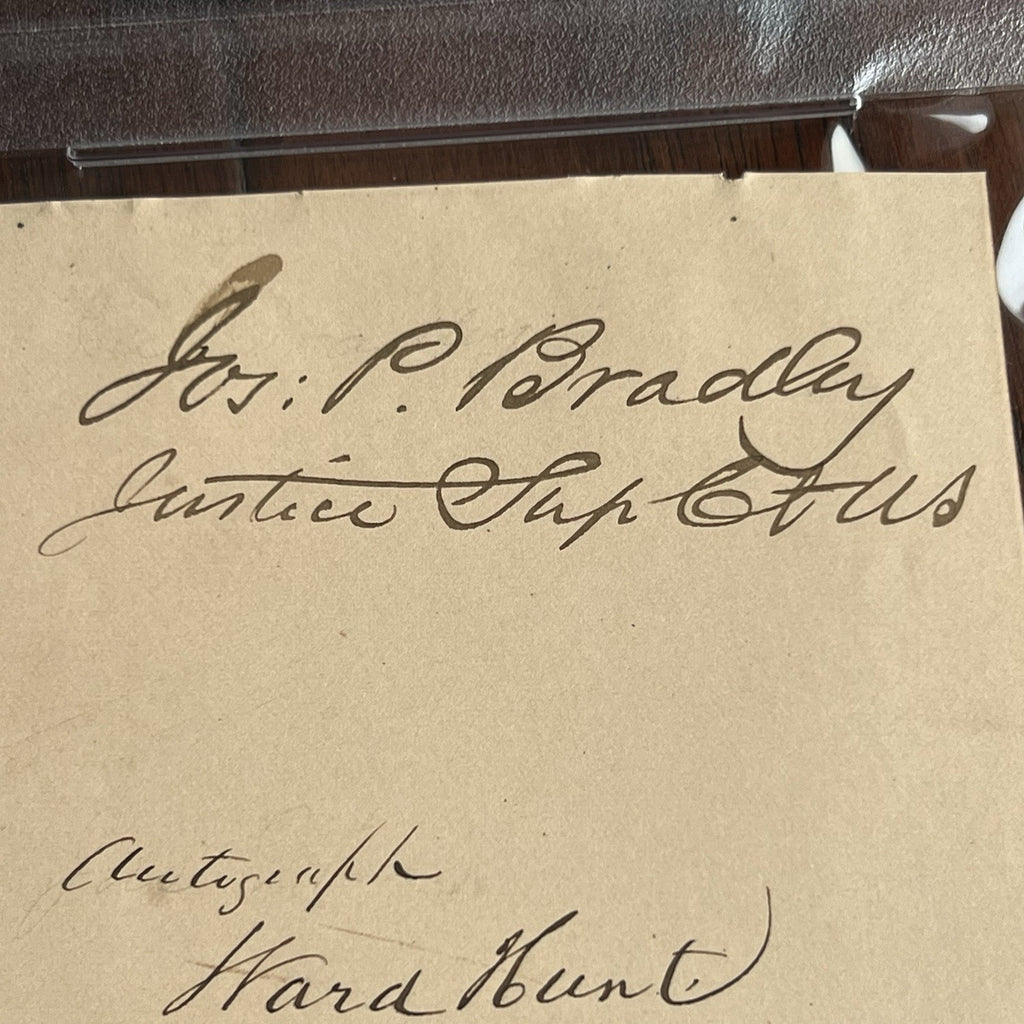 Jos: P. Bradley
Justice Sup Ct US
Autograph
Ward Hunt.